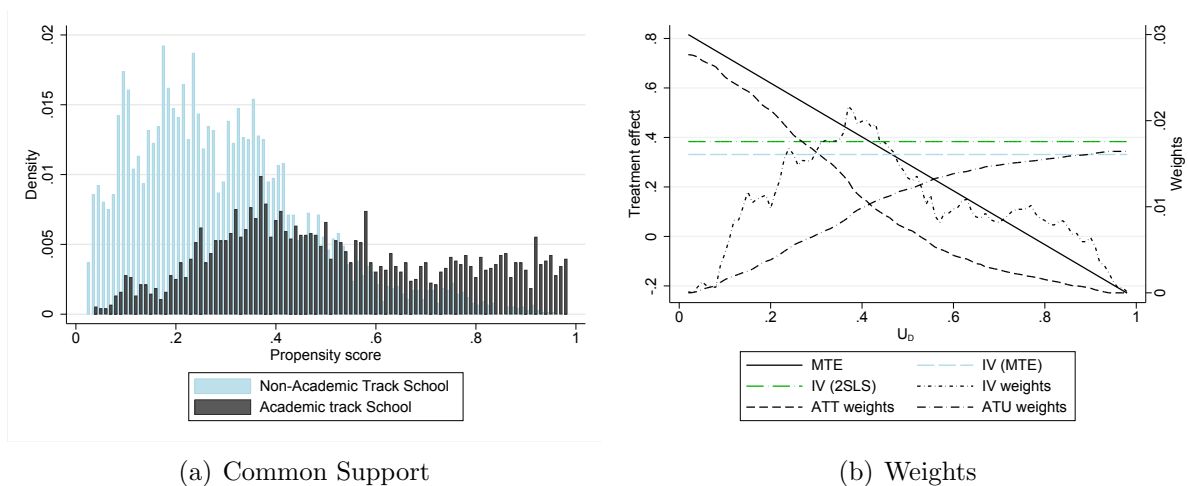 .02
.015
.01
.005
0
Density
0 .2 .4 .6 .8 1
Propensity score
Non-Academic Track School
Academic track School
(a) Common Support
.8
.6
.4
.2
0
-.2
Treatment effect
.03
.02
.01
0
Weights
0 .2 .4 .6 .8 1
U_D
MTE IV (MTE)
IV (2SLS) IV weights
ATT weights ATU weights
(b) Weights